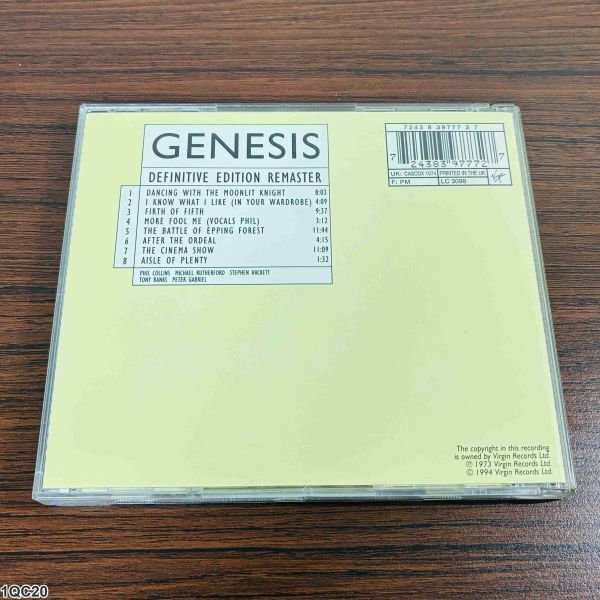 GENESIS
DEFINITIVE EDITION REMASTER
1 DANCING WITH THE MOONLIT KNIGHT 8:03
2 I KNOW WHAT I LIKE (IN YOUR WARDROBE) 4:09
3 FIRTH OF FIFTH 9:37
4 MORE FOOL ME (VOCALS PHIL) 3:12
5 THE BATTLE OF EPPING FOREST 11:44
6 AFTER THE ORDEAL 4:15
7 THE CINEMA SHOW 11:09
8 AISLE OF PLENTY 1:32
PHIL COLLINS MICHAEL RUTHERFORD STEPHEN HACKETT
TONY BANKS PETER GABRIEL
7243 8 39777 2 7
7 24383 97772 7
UK: CASCDX 1074 PRINTED IN THE UK
F: PM LC 3098
Virgin
The copyright in this recording
is owned by Virgin Records Ltd.
℗ 1973 Virgin Records Ltd.
© 1994 Virgin Records Ltd.
1QC20